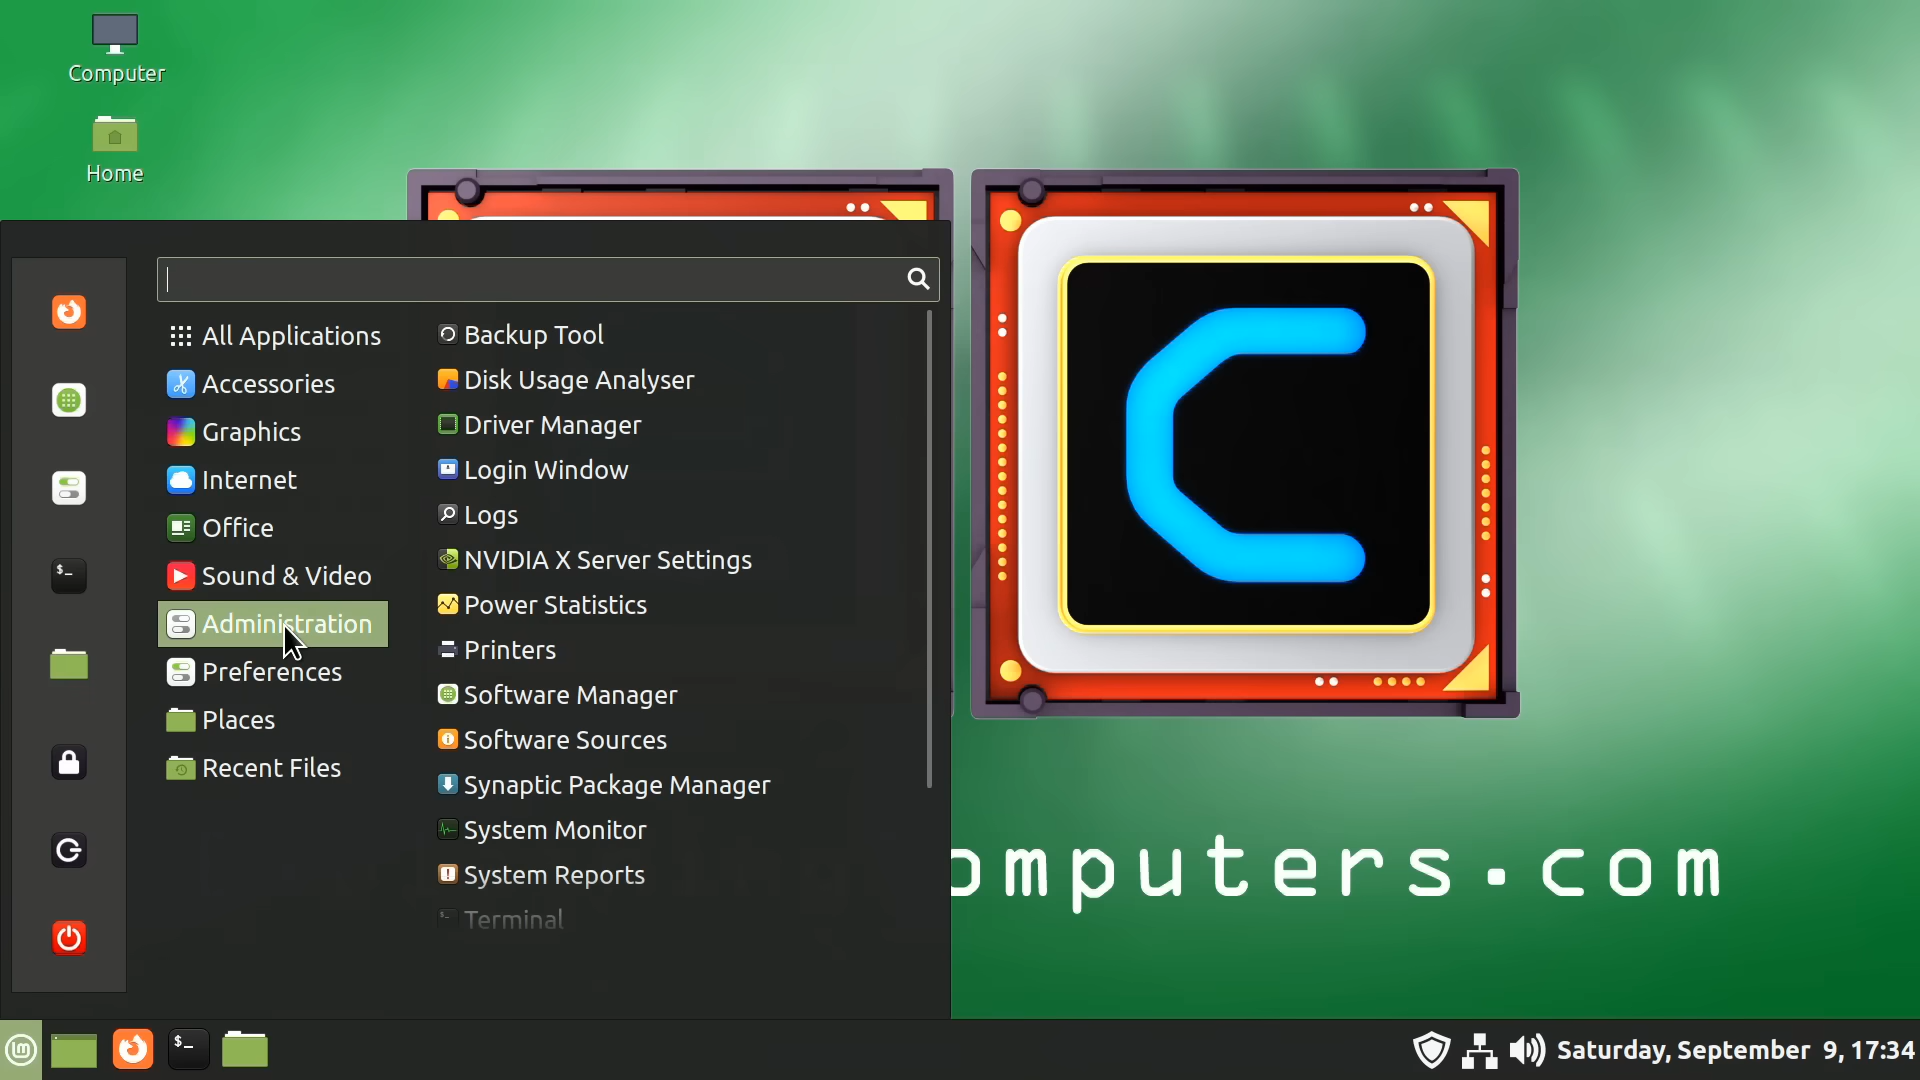 Computer
Home
All Applications
Accessories
Graphics
Internet
Office
Sound & Video
Administration
Preferences
Places
Recent Files
Backup Tool
Disk Usage Analyser
Driver Manager
Login Window
Logs
NVIDIA X Server Settings
Power Statistics
Printers
Software Manager
Software Sources
Synaptic Package Manager
System Monitor
System Reports
Terminal
C
omputers.com
Saturday, September 9, 17:34